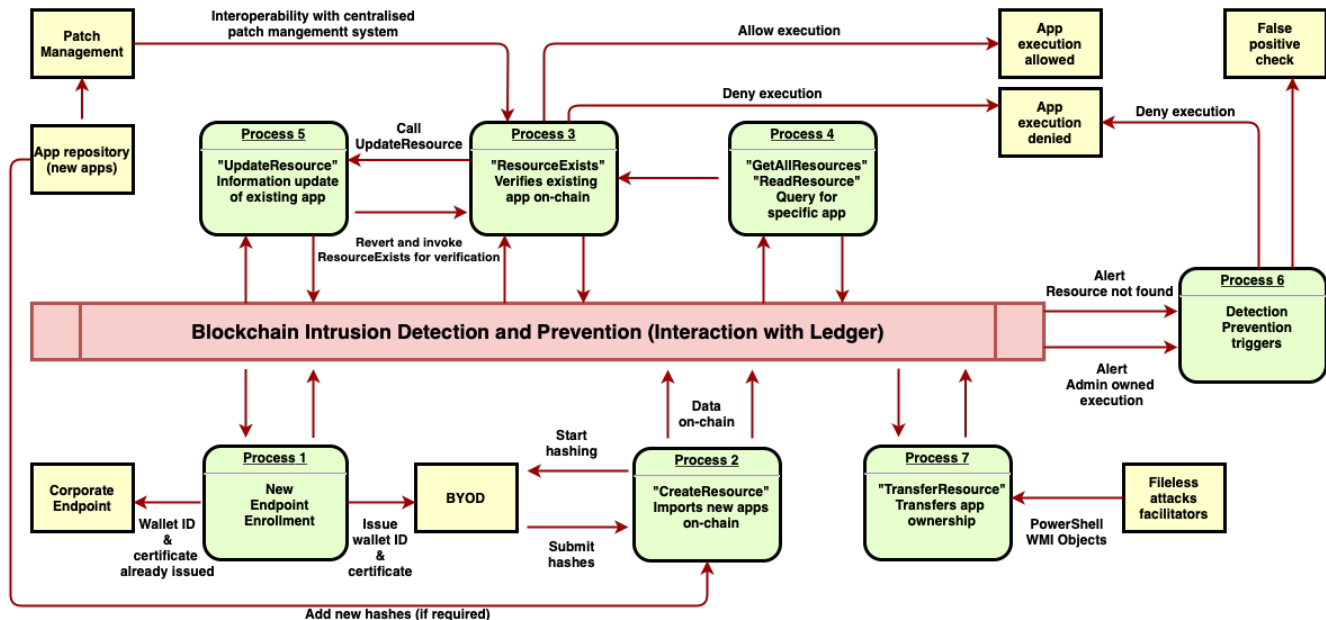 Patch
Management
Interoperability with centralised
patch mangementt system
Allow execution
App
execution
allowed
False
positive
check
Deny execution
App
execution
denied
Deny execution
App repository
(new apps)
Process 5
"UpdateResource"
Information update
of existing app
Call
UpdateResource
Process 3
"ResourceExists"
Verifies existing
app on-chain
Process 4
"GetAllResources"
"ReadResource"
Query for
specific app
Revert and invoke
ResourceExists for verification
Alert
Resource not found
Process 6
Detection
Prevention
triggers
Blockchain Intrusion Detection and Prevention (Interaction with Ledger)
Alert
Admin owned
execution
Data
on-chain
Corporate
Endpoint
Wallet ID
&
certificate
already issued
Process 1
New
Endpoint
Enrollment
Issue
wallet ID
&
certificate
BYOD
Start
hashing
Submit
hashes
Process 2
"CreateResource"
Imports new apps
on-chain
Process 7
"TransferResource"
Transfers app
ownership
PowerShell
WMI Objects
Fileless
attacks
facilitators
Add new hashes (if required)